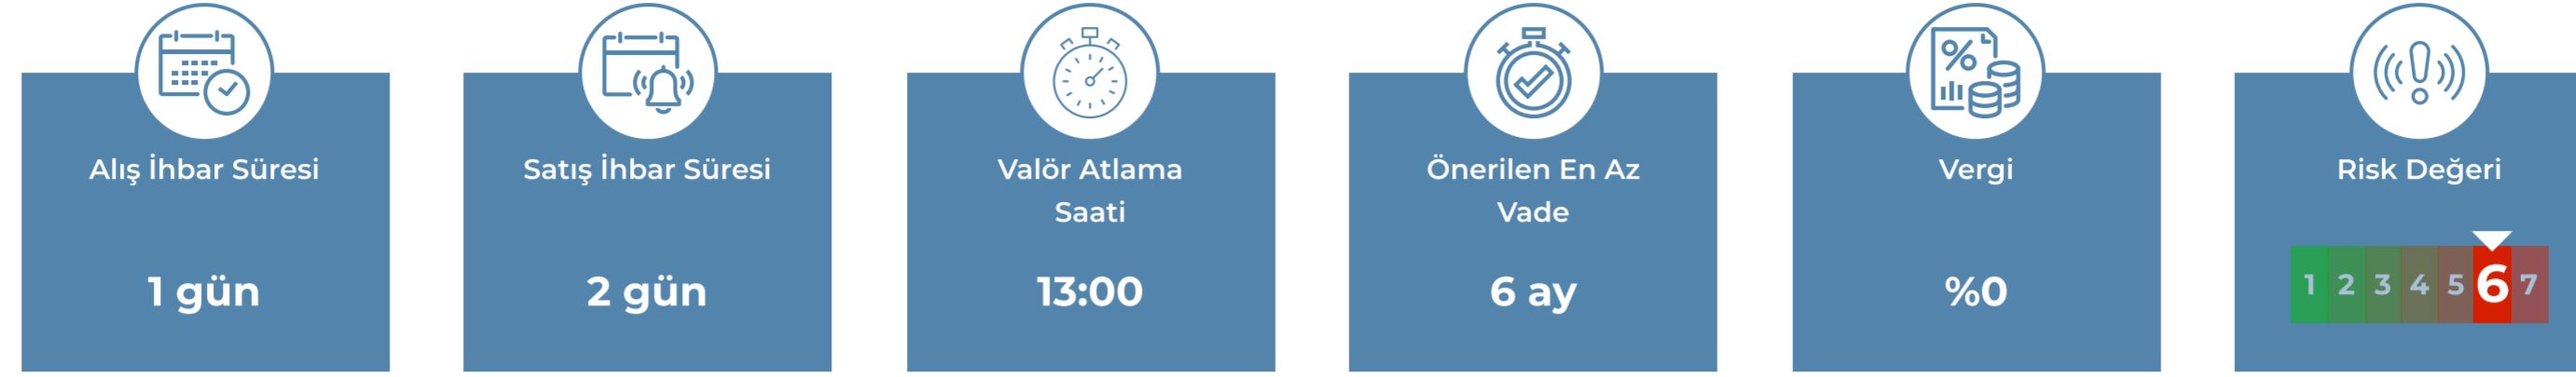 Alış İhbar Süresi
1 gün
Satış İhbar Süresi
2 gün
Valör Atlama
Saati
13:00
Önerilen En Az
Vade
6 ay
%
Vergi
%0
Risk Değeri
1 2 3 4 5 6 7